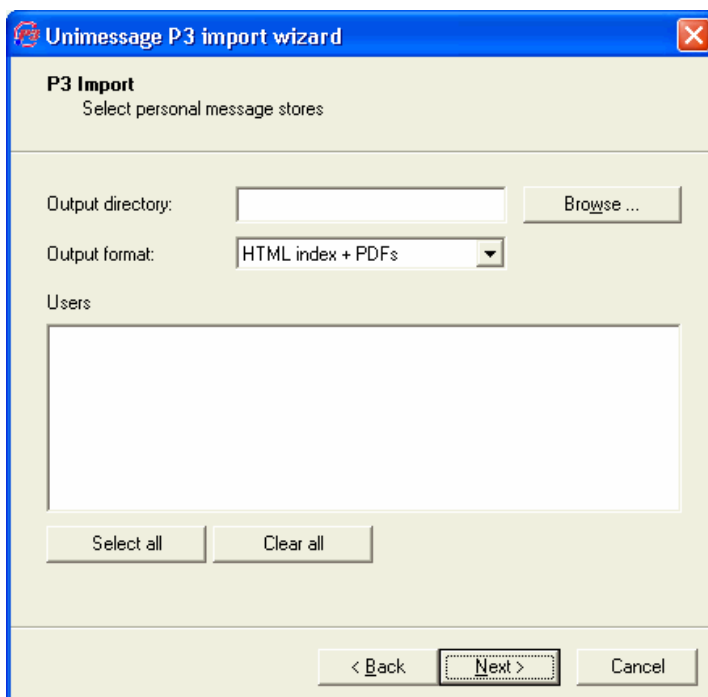 Unimessage P3 import wizard
P3 Import
Select personal message stores
Output directory:
Browse ...
Output format:
HTML index + PDFs
Users
Select all
Clear all
< Back
Next >
Cancel